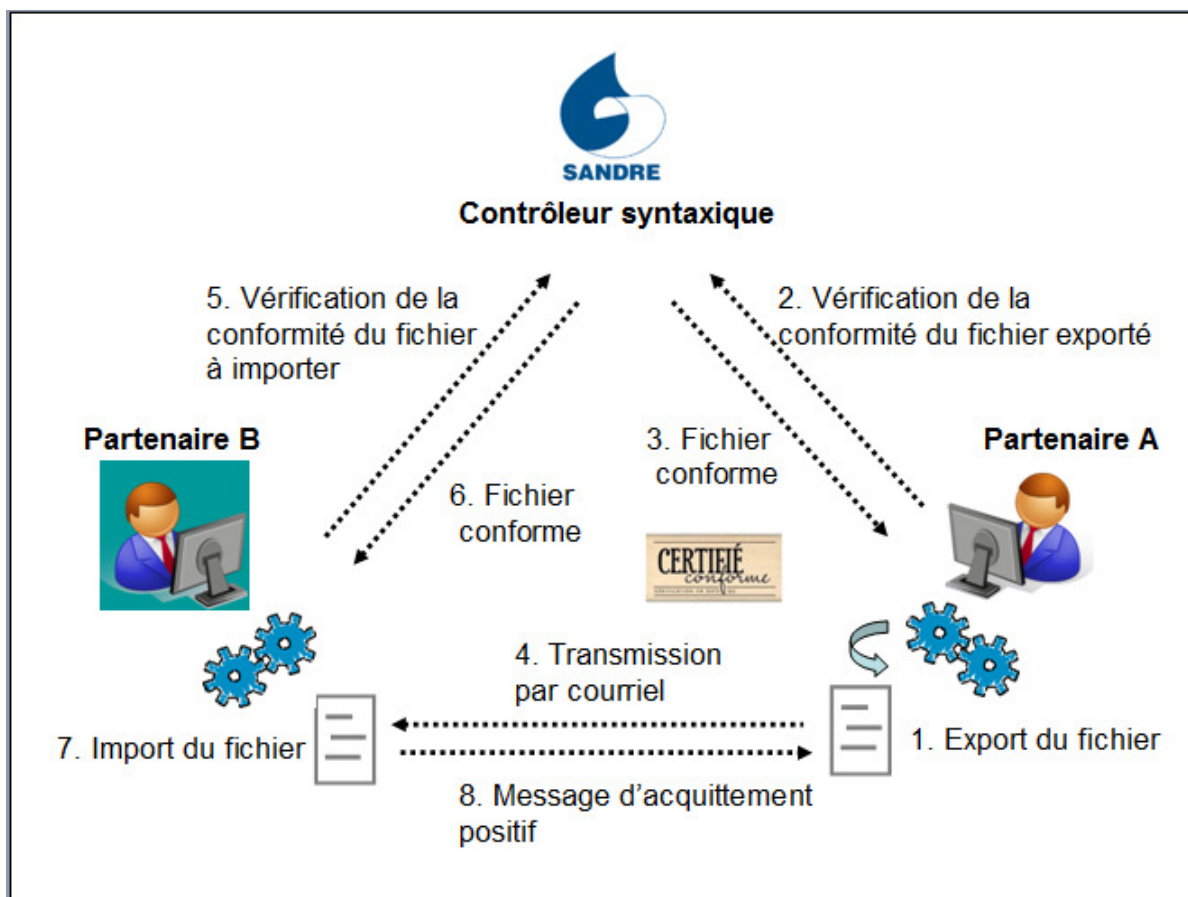 SANDRE
Contrôleur syntaxique
5. Vérification de la
conformité du fichier
à importer
2. Vérification de la
conformité du fichier exporté
Partenaire B
3. Fichier
conforme
Partenaire A
6. Fichier
conforme
CERTIFIÉ
conforme
4. Transmission
par courriel
7. Import du fichier
1. Export du fichier
8. Message d'acquittement
positif